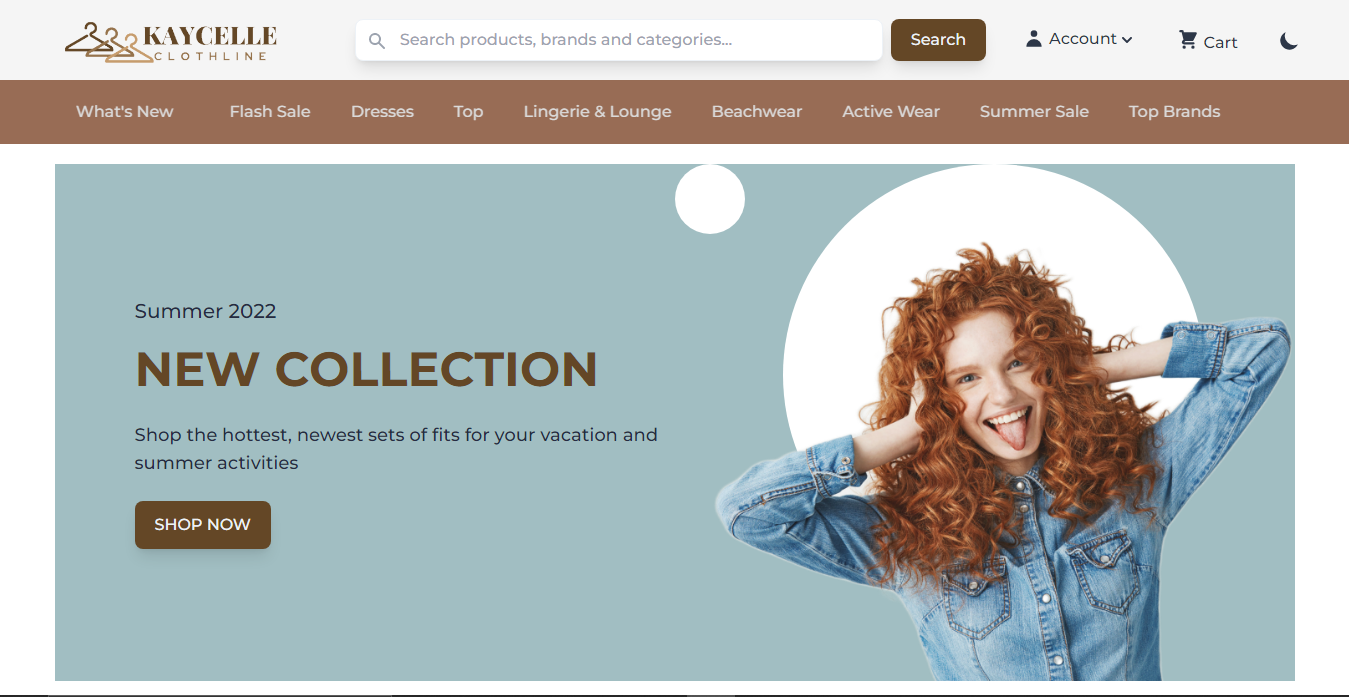 KAYCELLE
CLOTHLINE
Search products, brands and categories...
Search
Account
Cart
What's New
Flash Sale
Dresses
Top
Lingerie & Lounge
Beachwear
Active Wear
Summer Sale
Top Brands
Summer 2022
NEW COLLECTION
Shop the hottest, newest sets of fits for your vacation and
summer activities
SHOP NOW